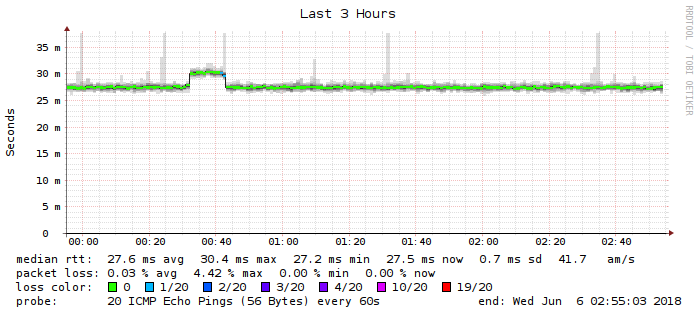 Last 3 Hours
RRDTOOL / TOBI OETIKER
Seconds
35 m
30 m
25 m
20 m
15 m
10 m
5 m
0
00:00 00:20 00:40 01:00 01:20 01:40 02:00 02:20 02:40
median rtt: 27.6 ms avg 30.4 ms max 27.2 ms min 27.5 ms now 0.7 ms sd 41.7 am/s
packet loss: 0.03 % avg 4.42 % max 0.00 % min 0.00 % now
loss color: 0 1/20 2/20 3/20 4/20 10/20 19/20
probe: 20 ICMP Echo Pings (56 Bytes) every 60s end: Wed Jun 6 02:55:03 2018